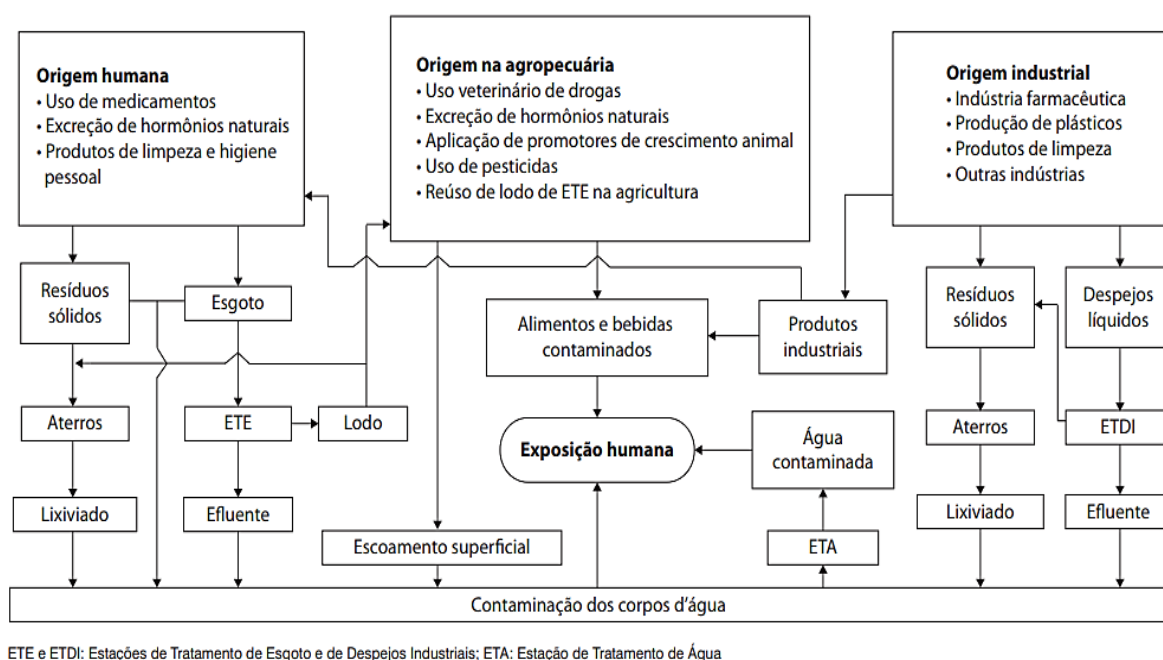 Origem humana
• Uso de medicamentos
• Excreção de hormônios naturais
• Produtos de limpeza e higiene
pessoal
Origem na agropecuária
• Uso veterinário de drogas
• Excreção de hormônios naturais
• Aplicação de promotores de crescimento animal
• Uso de pesticidas
• Reúso de lodo de ETE na agricultura
Origem industrial
• Indústria farmacêutica
• Produção de plásticos
• Produtos de limpeza
• Outras indústrias
Resíduos
sólidos
Esgoto
Alimentos e bebidas
contaminados
Produtos
industriais
Resíduos
sólidos
Despejos
líquidos
Aterros
ETE
Lodo
Exposição humana
Água
contaminada
Aterros
ETDI
Lixiviado
Efluente
Escoamento superficial
ETA
Lixiviado
Efluente
Contaminação dos corpos d'água
ETE e ETDI: Estações de Tratamento de Esgoto e de Despejos Industriais; ETA: Estação de Tratamento de Água